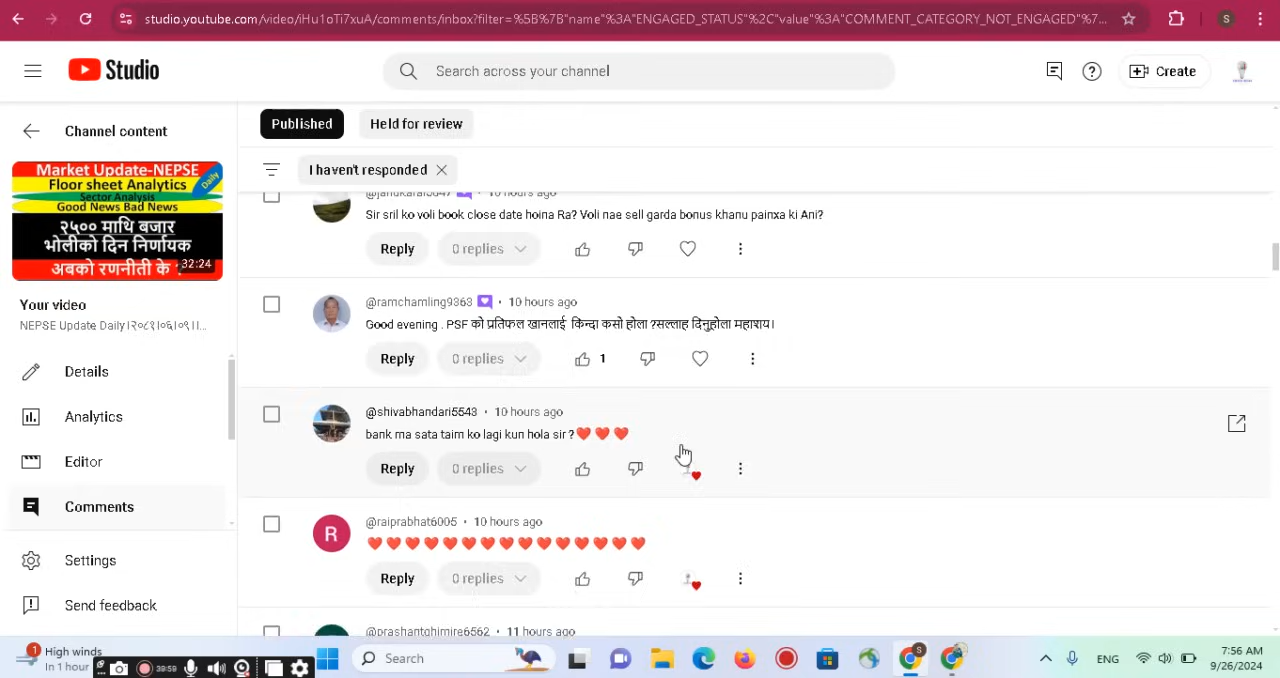 studio.youtube.com/video/iHu1oTi7xuA/comments/inbox?filter=%5B%7B"name"%3A"ENGAGED_STATUS"%2C"value"%3A"COMMENT_CATEGORY_NOT_ENGAGED"%7...
S
Studio
Search across your channel
Create
Channel content
Published
Held for review
I haven't responded
Market Update-NEPSE
Floor sheet Analytics
Sector Analysis
Good News Bad News
Daily
२५०० माथि बजार
भोलीको दिन निर्णायक
अबको रणनीती के ?
32:24
Your video
NEPSE Update Daily ।२०८१।०६।०९।।...
Details
Analytics
Editor
Comments
Settings
Send feedback
10 hours ago
Sir sril ko voli book close date hoina Ra? Voli nae sell garda bonus khanu painxa ki Ani?
Reply
0 replies
@ramchamling9363 • 10 hours ago
Good evening . PSF को प्रतिफल खानलाई किन्दा कसो होला ?सल्लाह दिनुहोला महाशय।
Reply
0 replies
1
@shivabhandari5543 • 10 hours ago
bank ma sata taim ko lagi kun hola sir ?❤️❤️❤️
Reply
0 replies
R
@raiprabhat6005 • 10 hours ago
❤️❤️❤️❤️❤️❤️❤️❤️❤️❤️❤️❤️❤️❤️❤️
Reply
0 replies
@prashantghimire6562 • 11 hours ago
1
High winds
In 1 hour
39:59
Search
S
ENG
7:56 AM
9/26/2024